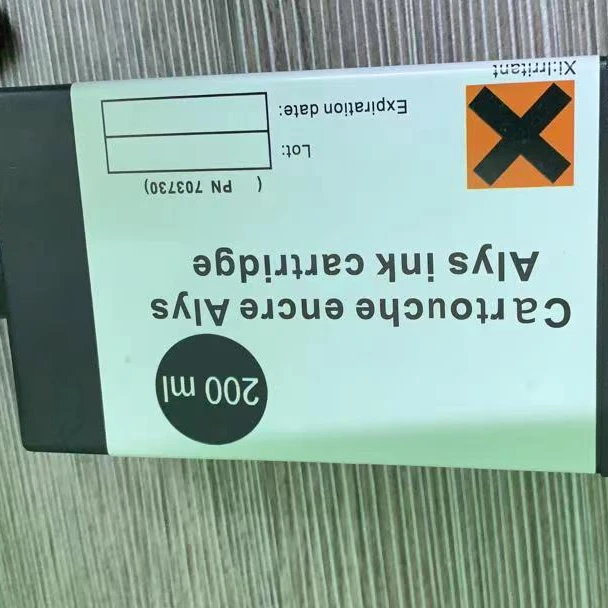 200 ml
Cartouche encre Alys
Alys ink cartridge
( PN 703730)
Lot:
Expiration date:
Xi:Irritant